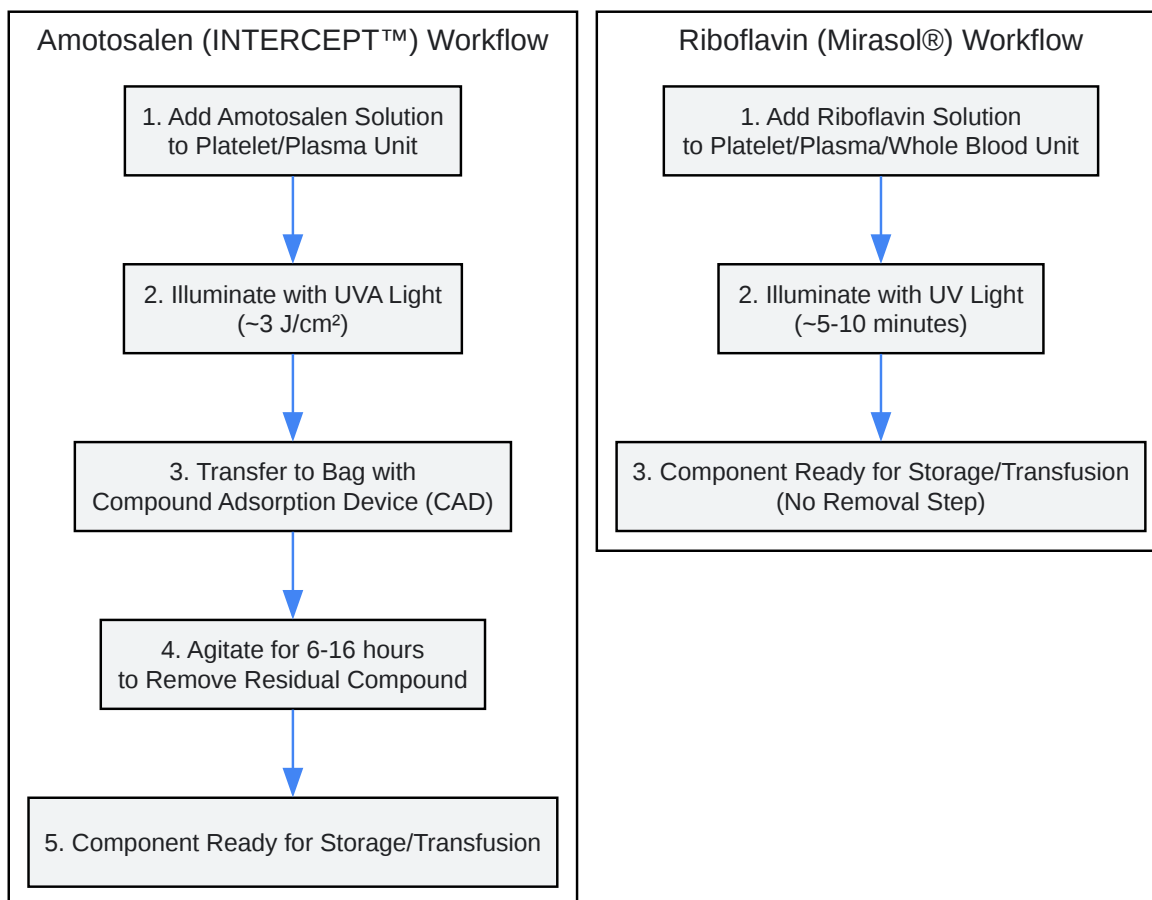 Amotosalen (INTERCEPT™) Workflow
1. Add Amotosalen Solution
to Platelet/Plasma Unit
2. Illuminate with UVA Light
(~3 J/cm²)
3. Transfer to Bag with
Compound Adsorption Device (CAD)
4. Agitate for 6-16 hours
to Remove Residual Compound
5. Component Ready for Storage/Transfusion
Riboflavin (Mirasol®) Workflow
1. Add Riboflavin Solution
to Platelet/Plasma/Whole Blood Unit
2. Illuminate with UV Light
(~5-10 minutes)
3. Component Ready for Storage/Transfusion
(No Removal Step)